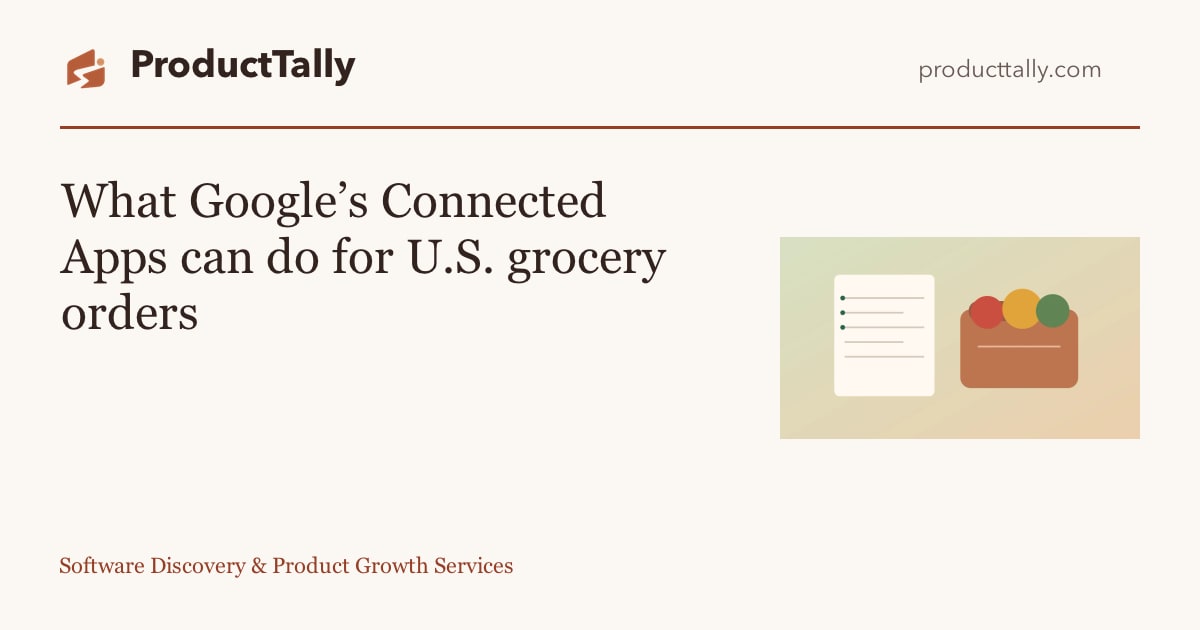 ProductTally
producttally.com
What Google’s Connected
Apps can do for U.S. grocery
orders
Software Discovery & Product Growth Services